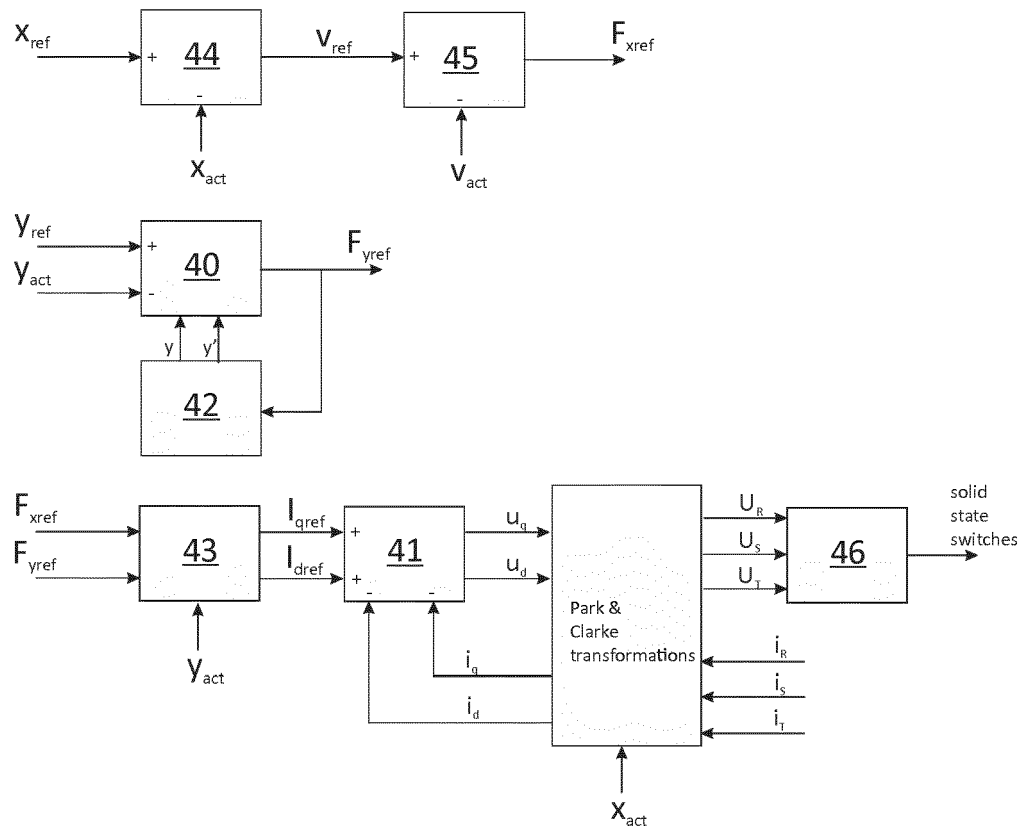 x_ref
+
44
-
x_act
v_ref
+
45
-
v_act
F_xref
y_ref
y_act
+
-
40
F_yref
y
y'
42
F_xref
F_yref
43
y_act
I_qref
I_dref
+
+
-
-
41
u_q
u_d
i_q
i_d
Park &
Clarke
transformations
x_act
U_R
U_S
U_T
i_R
i_S
i_T
46
solid
state
switches